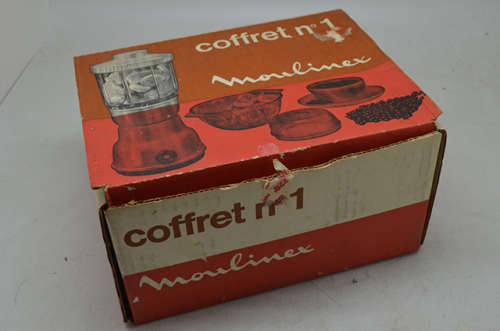 coffret n° 1
Moulinex
coffret n° 1
Moulinex